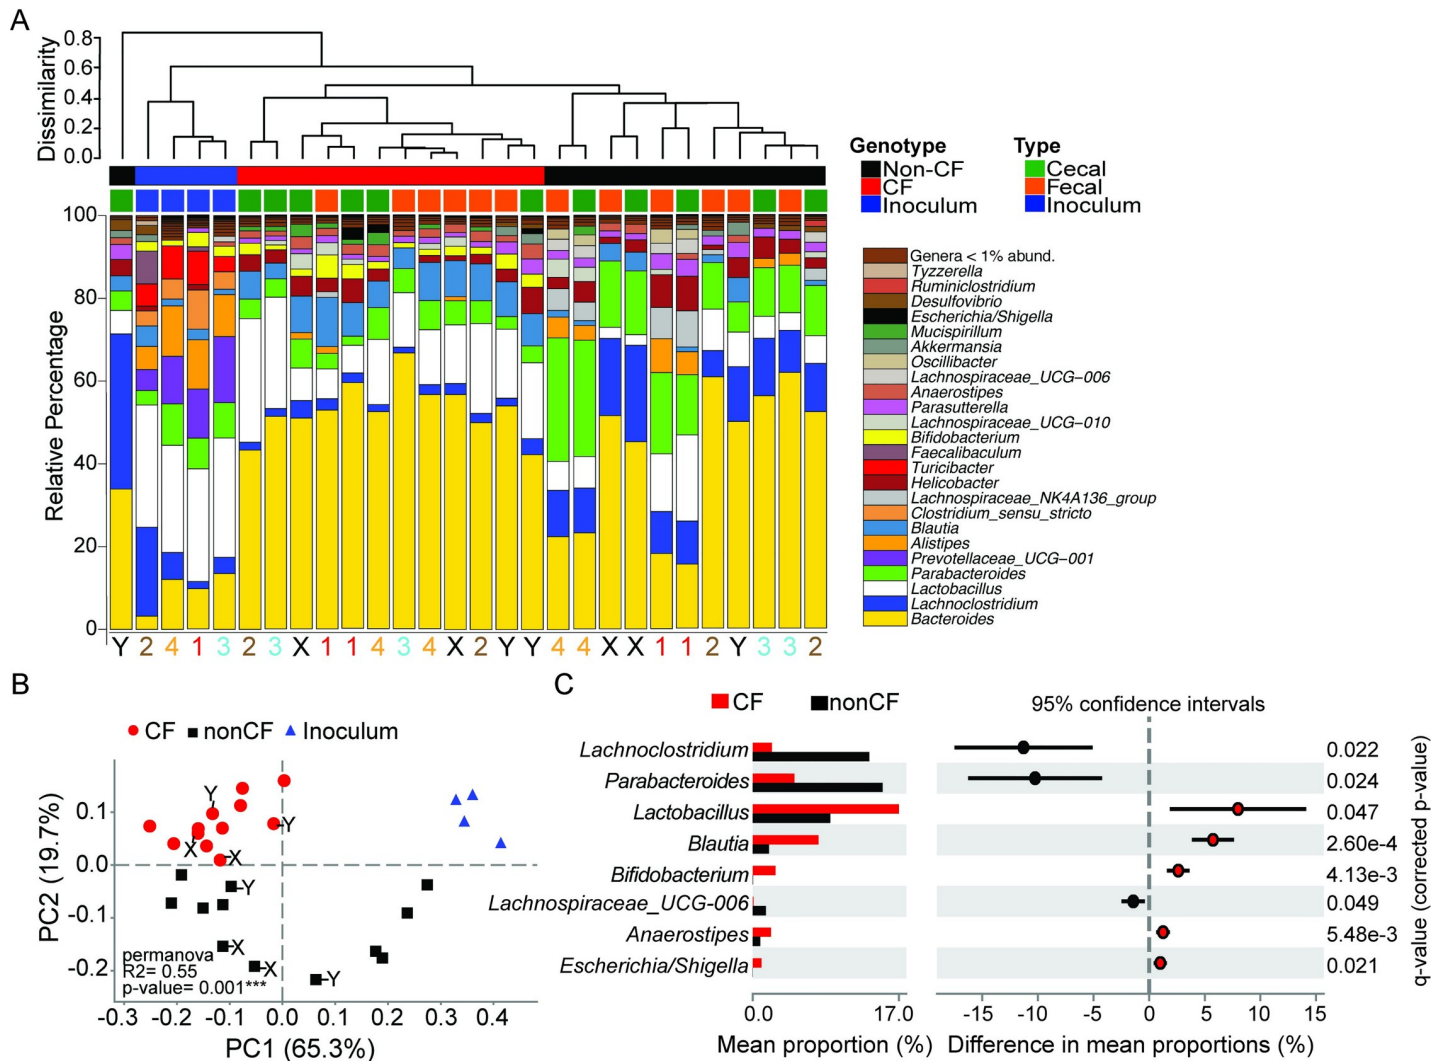 A
Dissimilarity
0.8
0.6
0.4
0.2
0.0
Genotype
Non-CF
CF
Inoculum
Type
Cecal
Fecal
Inoculum
Relative Percentage
100
80
60
40
20
0
Genera < 1% abund.
Tyzzerella
Ruminiclostridium
Desulfovibrio
Escherichia/Shigella
Mucispirillum
Akkermansia
Oscillibacter
Lachnospiraceae_UCG-006
Anaerostipes
Parasutterella
Lachnospiraceae_UCG-010
Bifidobacterium
Faecalibaculum
Turicibacter
Helicobacter
Lachnospiraceae_NK4A136_group
Clostridium_sensu_stricto
Blautia
Alistipes
Prevotellaceae_UCG-001
Parabacteroides
Lactobacillus
Lachnoclostridium
Bacteroides
Y 2 4 1 3 2 3 X 1 1 4 3 4 X 2 Y Y 4 4 X X 1 1 2 Y 3 3 2
B
CF nonCF Inoculum
PC2 (19.7%)
0.1
0.0
-0.1
-0.2
Y
Y
X
X
Y
X
X
Y
permanova
R2= 0.55
p-value= 0.001***
-0.3 -0.2 -0.1 0.0 0.1 0.2 0.3 0.4
PC1 (65.3%)
C
CF nonCF
95% confidence intervals
Lachnoclostridium 0.022
Parabacteroides 0.024
Lactobacillus 0.047
Blautia 2.60e-4
Bifidobacterium 4.13e-3
Lachnospiraceae_UCG-006 0.049
Anaerostipes 5.48e-3
Escherichia/Shigella 0.021
q-value (corrected p-value)
0.0 17.0
Mean proportion (%)
-15 -10 -5 0 5 10 15
Difference in mean proportions (%)